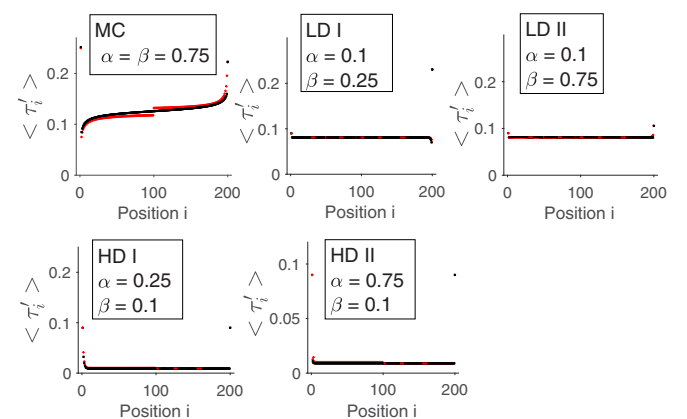 MC
α = β = 0.75
< τ′ᵢ >
0.2
0.1
0
0 100 200
Position i
LD I
α = 0.1
β = 0.25
< τ′ᵢ >
0.2
0.1
0
0 100 200
Position i
LD II
α = 0.1
β = 0.75
< τ′ᵢ >
0.2
0.1
0
0 100 200
Position i
HD I
α = 0.25
β = 0.1
< τ′ᵢ >
0.2
0.1
0
0 100 200
Position i
HD II
α = 0.75
β = 0.1
< τ′ᵢ >
0.1
0.05
0
0 100 200
Position i